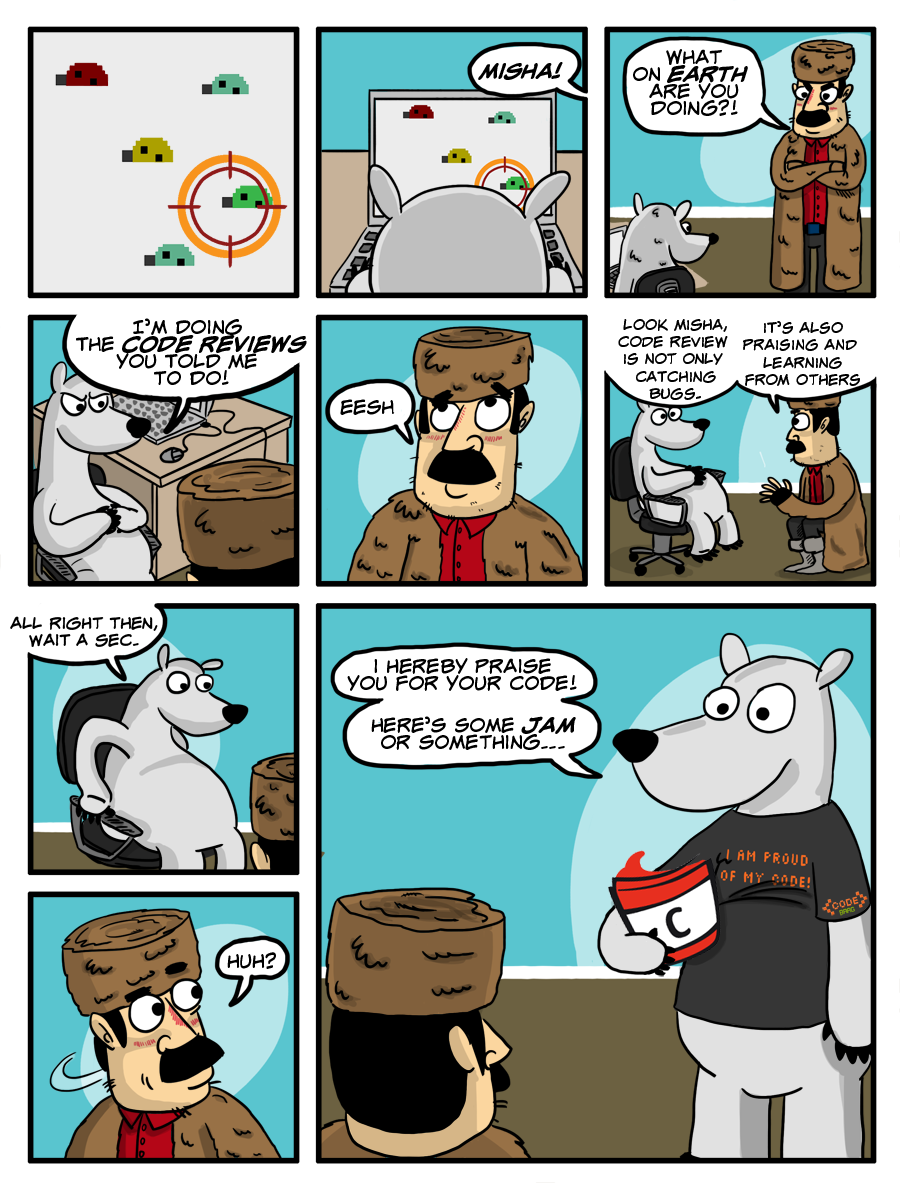 MISHA!
WHAT
ON EARTH
ARE YOU
DOING?!
I'M DOING
THE CODE REVIEWS
YOU TOLD ME
TO DO!
EESH
LOOK MISHA,
CODE REVIEW
IS NOT ONLY
CATCHING
BUGS..
IT'S ALSO
PRAISING AND
LEARNING
FROM OTHERS
ALL RIGHT THEN,
WAIT A SEC..
HUH?
I HEREBY PRAISE
YOU FOR YOUR CODE!
HERE'S SOME JAM
OR SOMETHING...
I AM PROUD
OF MY CODE!
CODE
C